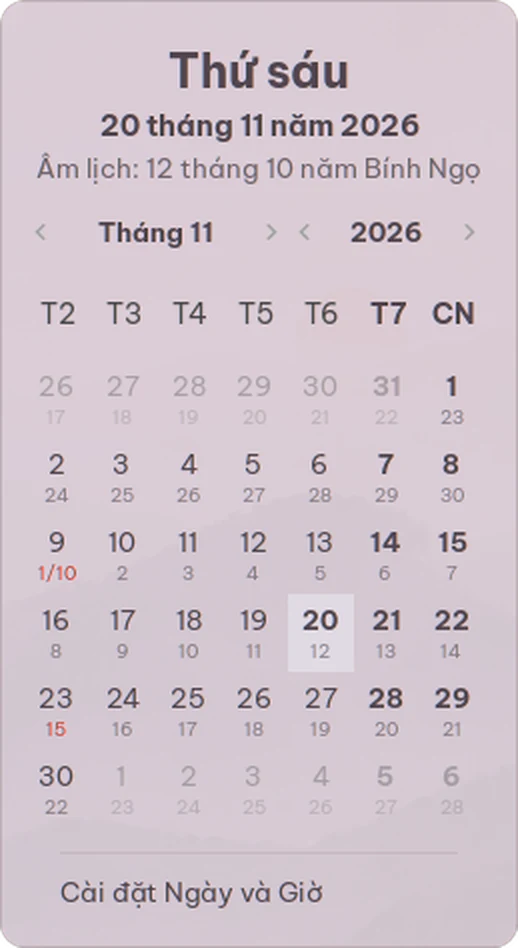 Thứ sáu
20 tháng 11 năm 2026
Âm lịch: 12 tháng 10 năm Bính Ngọ
Tháng 11 2026
T2 T3 T4 T5 T6 T7 CN
26 27 28 29 30 31 1
17 18 19 20 21 22 23
2 3 4 5 6 7 8
24 25 26 27 28 29 30
9 10 11 12 13 14 15
1/10 2 3 4 5 6 7
16 17 18 19 20 21 22
8 9 10 11 12 13 14
23 24 25 26 27 28 29
15 16 17 18 19 20 21
30 1 2 3 4 5 6
22 23 24 25 26 27 28
Cài đặt Ngày và Giờ